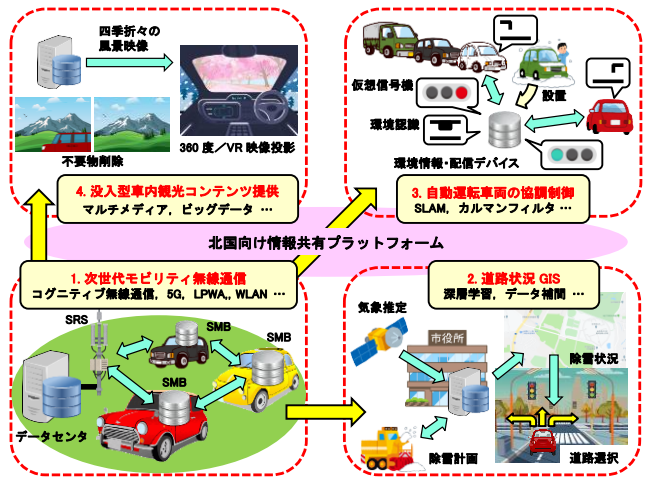 四季折々の
風景映像
不要物削除
360度／VR映像投影
4. 没入型車内観光コンテンツ提供
マルチメディア，ビッグデータ …
仮想信号機
設置
環境認識
環境情報・配信デバイス
3. 自動運転車両の協調制御
SLAM，カルマンフィルタ …
北国向け情報共有プラットフォーム
1. 次世代モビリティ無線通信
コグニティブ無線通信，5G，LPWA,，WLAN …
SRS
SMB
SMB
SMB
データセンタ
2. 道路状況 GIS
深層学習，データ補間 …
気象推定
市役所
除雪状況
除雪計画
道路選択